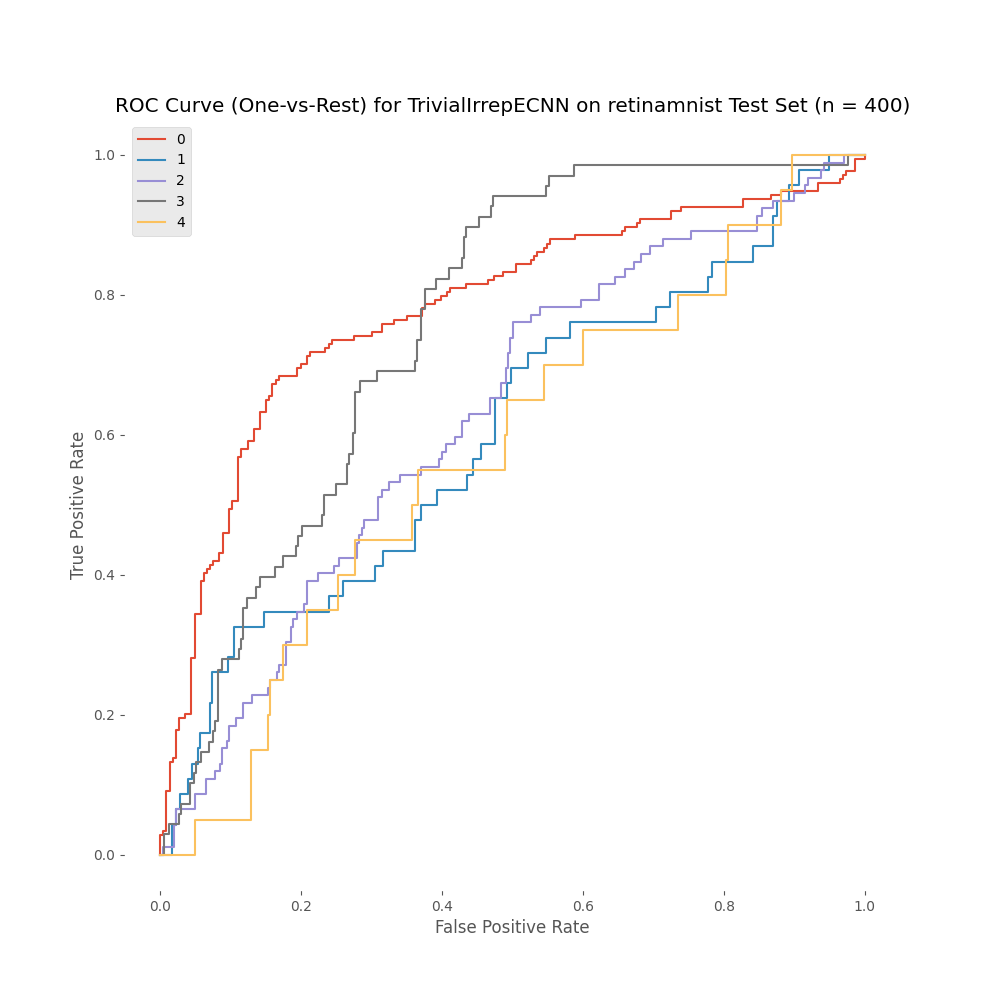 ROC Curve (One-vs-Rest) for TrivialIrrepECNN on retinamnist Test Set (n = 400)
0
1
2
3
4
1.0
0.8
0.6
0.4
0.2
0.0
True Positive Rate
0.0 0.2 0.4 0.6 0.8 1.0
False Positive Rate